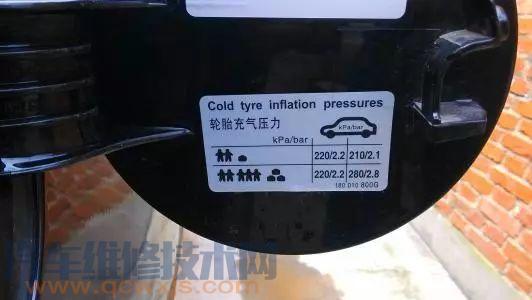 Cold tyre inflation pressures
轮胎充气压力
kPa/bar
kPa/bar
220/2.2 210/2.1
220/2.2 280/2.8
180 010 800G
汽车维修技术网
www.qcwxjs.com